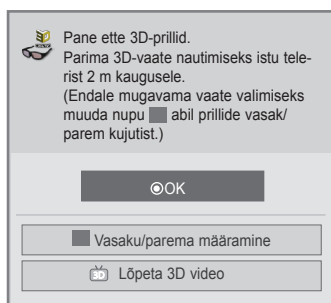 Pane ette 3D-prillid.
Parima 3D-vaate nautimiseks istu tele-
rist 2 m kaugusele.
(Endale mugavama vaate valimiseks
muuda nupu abil prillide vasak/
parem kujutist.)
OK
Vasaku/parema määramine
3D Lõpeta 3D video